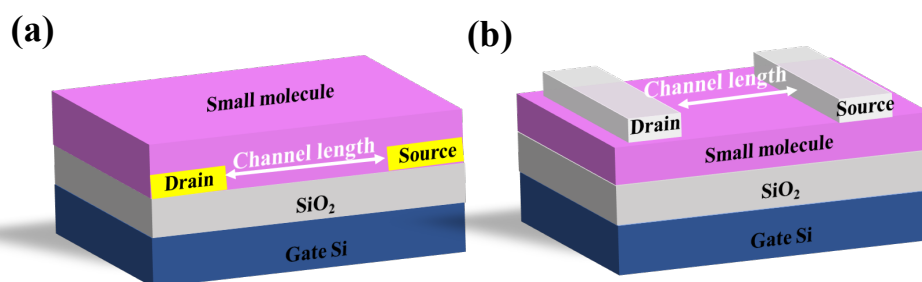 (a)
Small molecule
Channel length
Drain
Source
SiO₂
Gate Si
(b)
Channel length
Drain
Source
Small molecule
SiO₂
Gate Si